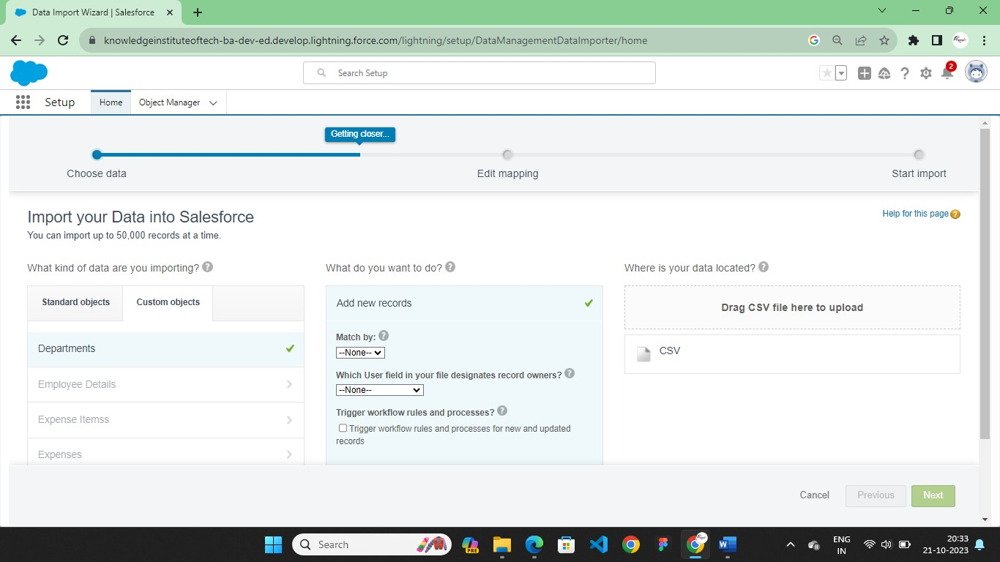 Data Import Wizard | Salesforce
knowledgeinstituteoftech-ba-dev-ed.develop.lightning.force.com/lightning/setup/DataManagementDataImporter/home
Search Setup
2
Setup
Home
Object Manager
Getting closer...
Choose data
Edit mapping
Start import
Import your Data into Salesforce
Help for this page ?
You can import up to 50,000 records at a time.
What kind of data are you importing? ?
Standard objects
Custom objects
Departments
Employee Details
Expense Itemss
Expenses
What do you want to do? ?
Add new records
Match by: ?
--None--
Which User field in your file designates record owners? ?
--None--
Trigger workflow rules and processes? ?
Trigger workflow rules and processes for new and updated
records
Where is your data located? ?
Drag CSV file here to upload
CSV
Cancel
Previous
Next
Search
PRE
ENG
IN
20:33
21-10-2023